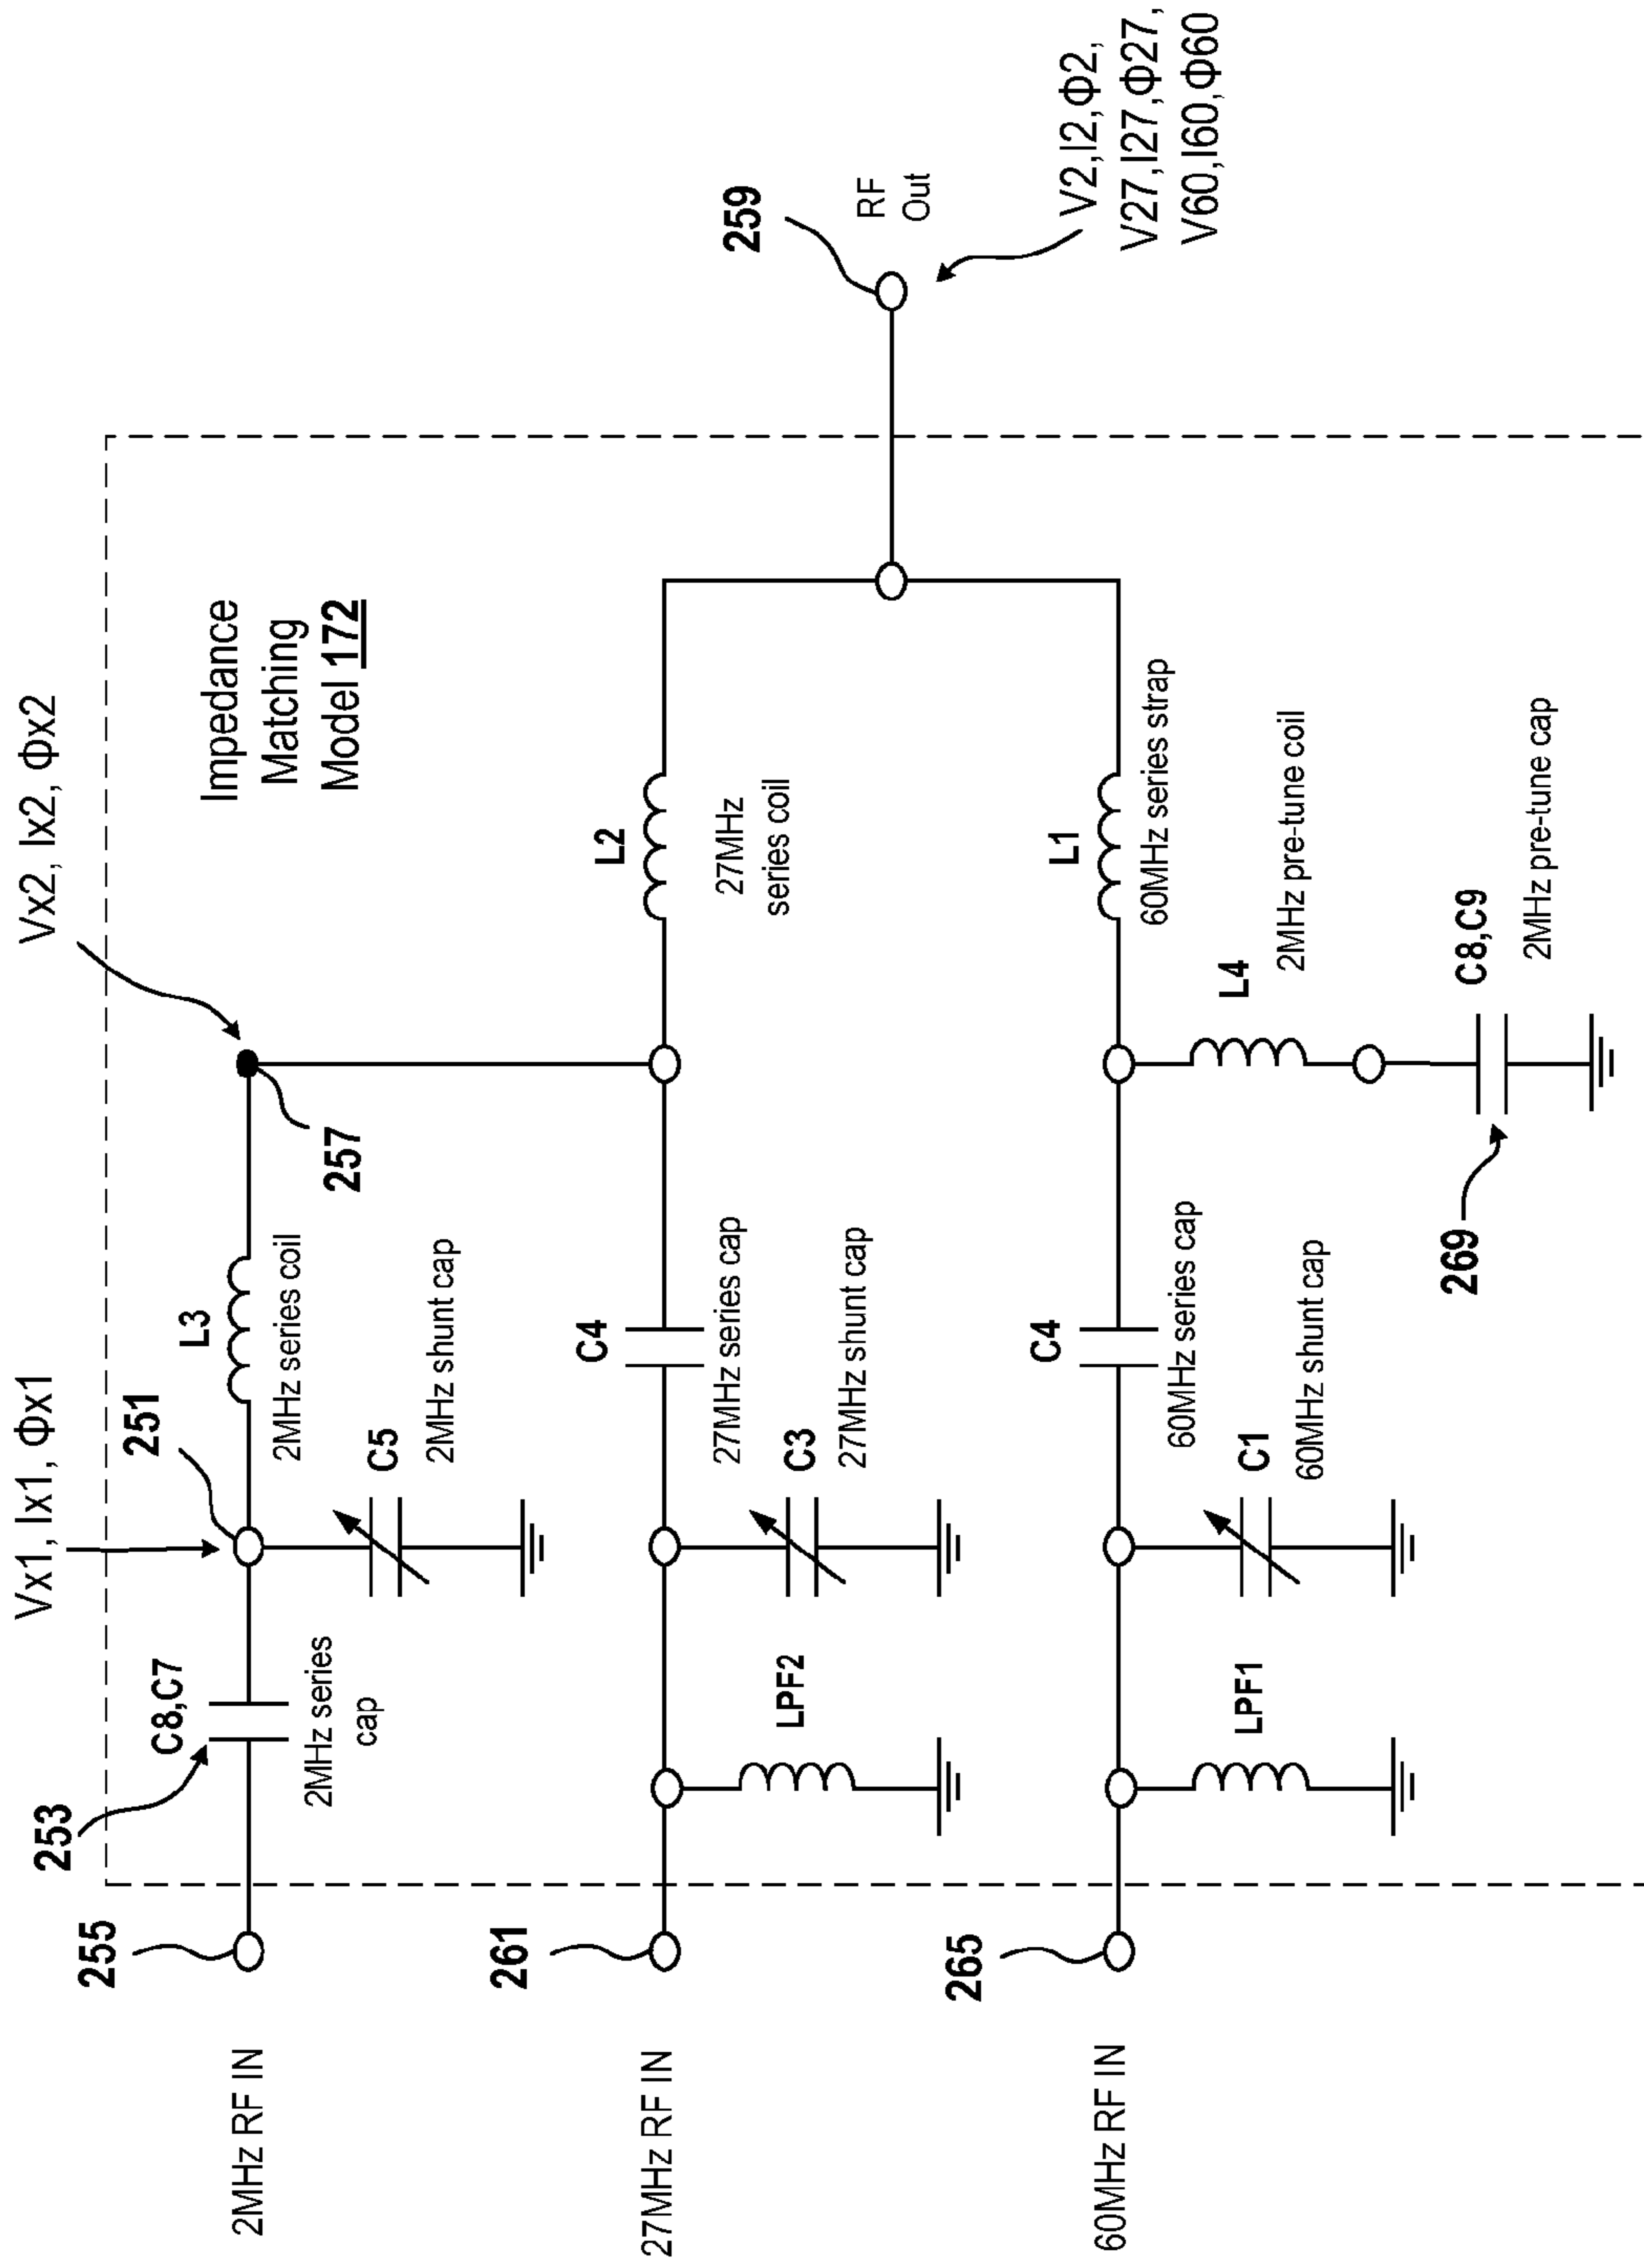 Vx1, Ix1, Φx1
Vx2, Ix2, Φx2
253
251
Impedance
Matching
Model 172
255
C8,C7
L3
2MHz RF IN
2MHz series
cap
2MHz series coil
257
C5
2MHz shunt cap
261
C4
L2
27MHz RF IN
27MHz series cap
27MHz
series coil
LPF2
C3
27MHz shunt cap
259
RF
Out
V2,I2,Φ2,
V27,I27,Φ27,
V60,I60,Φ60
265
C4
L1
60MHz RF IN
60MHz series cap
60MHz series strap
LPF1
C1
60MHz shunt cap
L4
2MHz pre-tune coil
269
C8,C9
2MHz pre-tune cap